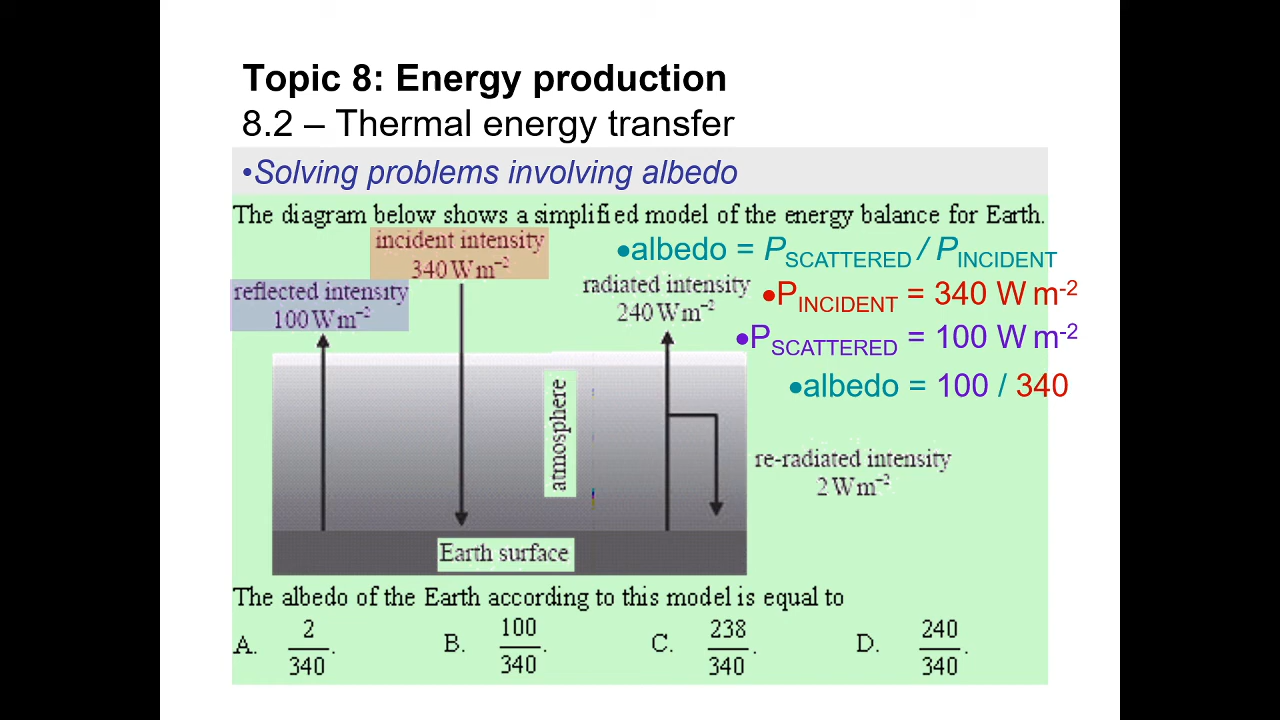 Topic 8: Energy production
8.2 – Thermal energy transfer
•Solving problems involving albedo
The diagram below shows a simplified model of the energy balance for Earth.
incident intensity
340 W m⁻²
reflected intensity
100 W m⁻²
radiated intensity
240 W m⁻²
•albedo = PSCATTERED / PINCIDENT
•PINCIDENT = 340 W m-2
•PSCATTERED = 100 W m-2
•albedo = 100 / 340
atmosphere
re-radiated intensity
2 W m⁻²
Earth surface
The albedo of the Earth according to this model is equal to
A. 2/340. B. 100/340. C. 238/340. D. 240/340.